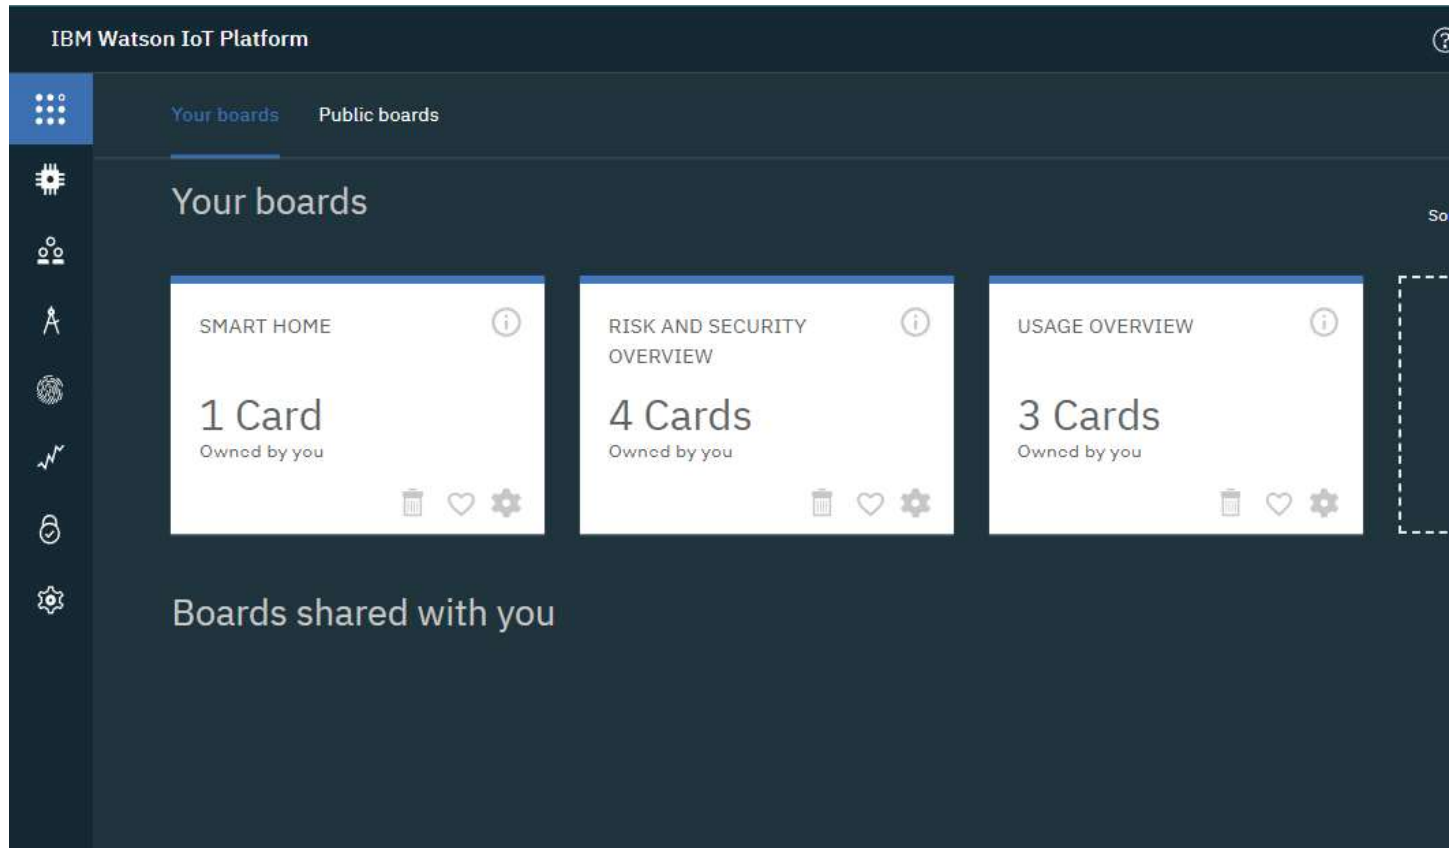 IBM Watson IoT Platform
Your boards Public boards
Your boards
So
SMART HOME
1 Card
Owned by you
RISK AND SECURITY
OVERVIEW
4 Cards
Owned by you
USAGE OVERVIEW
3 Cards
Owned by you
Boards shared with you